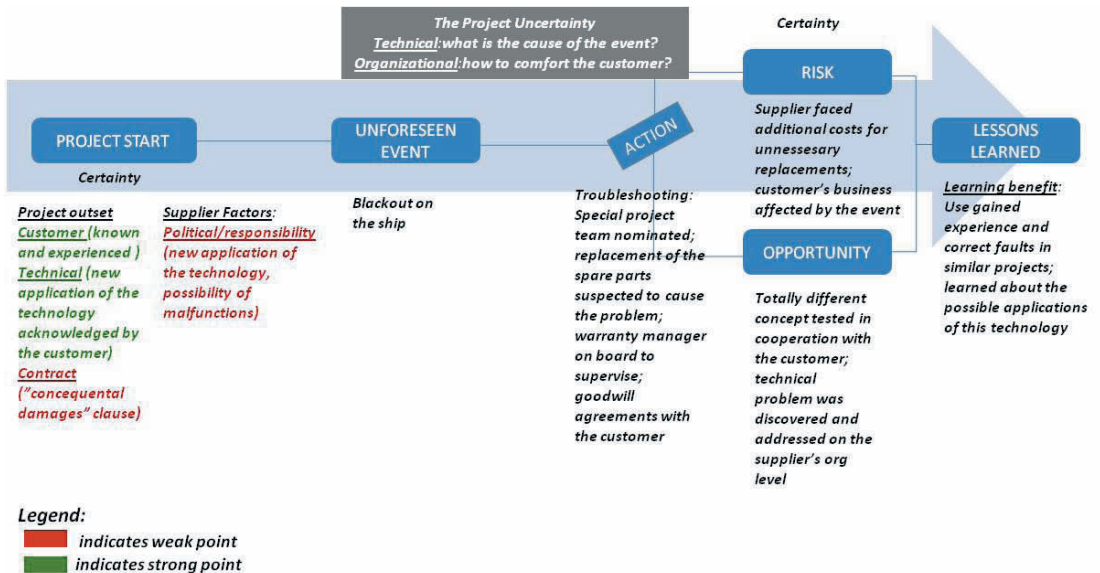 The Project Uncertainty
Technical:what is the cause of the event?
Organizational:how to comfort the customer?
Certainty
PROJECT START
UNFORESEEN
EVENT
ACTION
RISK
LESSONS
LEARNED
Certainty
Project outset
Customer (known
and experienced )
Technical (new
application of the
technology
acknowledged by
the customer)
Contract
("concequental
damages" clause)
Supplier Factors:
Political/responsibility
(new application of
the technology,
possibility of
malfunctions)
Blackout on
the ship
Troubleshooting:
Special project
team nominated;
replacement of the
spare parts
suspected to cause
the problem;
warranty manager
on board to
supervise;
goodwill
agreements with
the customer
Supplier faced
additional costs for
unnessesary
replacements;
customer's business
affected by the event
OPPORTUNITY
Totally different
concept tested in
cooperation with
the customer;
technical
problem was
discovered and
addressed on the
supplier's org
level
Learning benefit:
Use gained
experience and
correct faults in
similar projects;
learned about the
possible applications
of this technology
Legend:
indicates weak point
indicates strong point